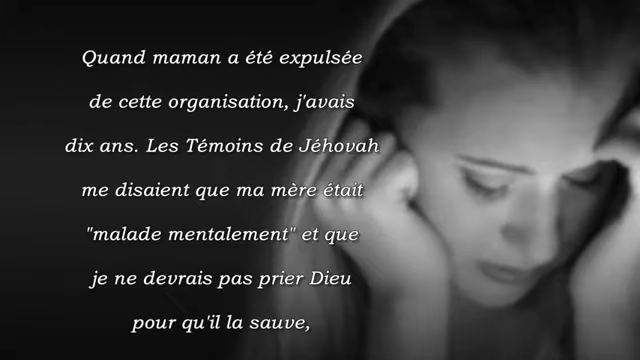 Quand maman a été expulsée
de cette organisation, j'avais
dix ans. Les Témoins de Jéhovah
me disaient que ma mère était
"malade mentalement" et que
je ne devrais pas prier Dieu
pour qu'il la sauve,